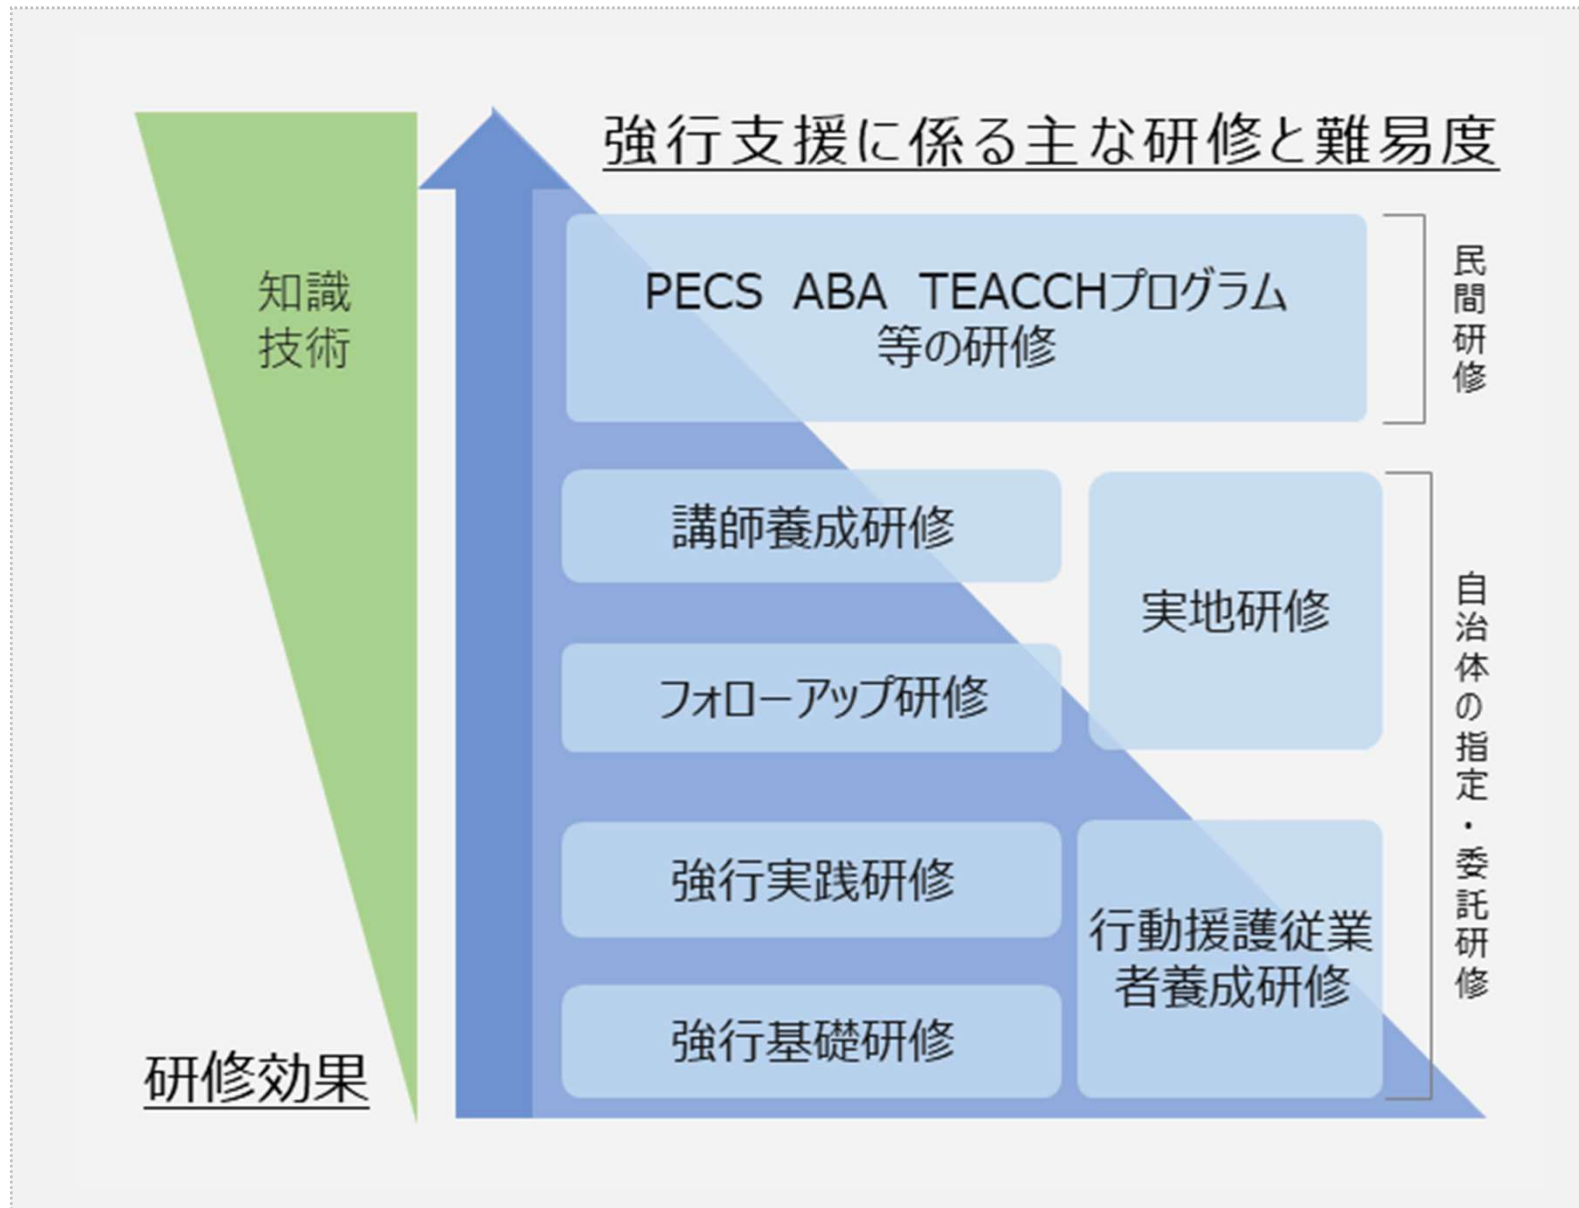 強行支援に係る主な研修と難易度
知識
技術
PECS ABA TEACCHプログラム
等の研修
民間研修
講師養成研修
実地研修
フォローアップ研修
強行実践研修
行動援護従業
者養成研修
強行基礎研修
自治体の指定・委託研修
研修効果